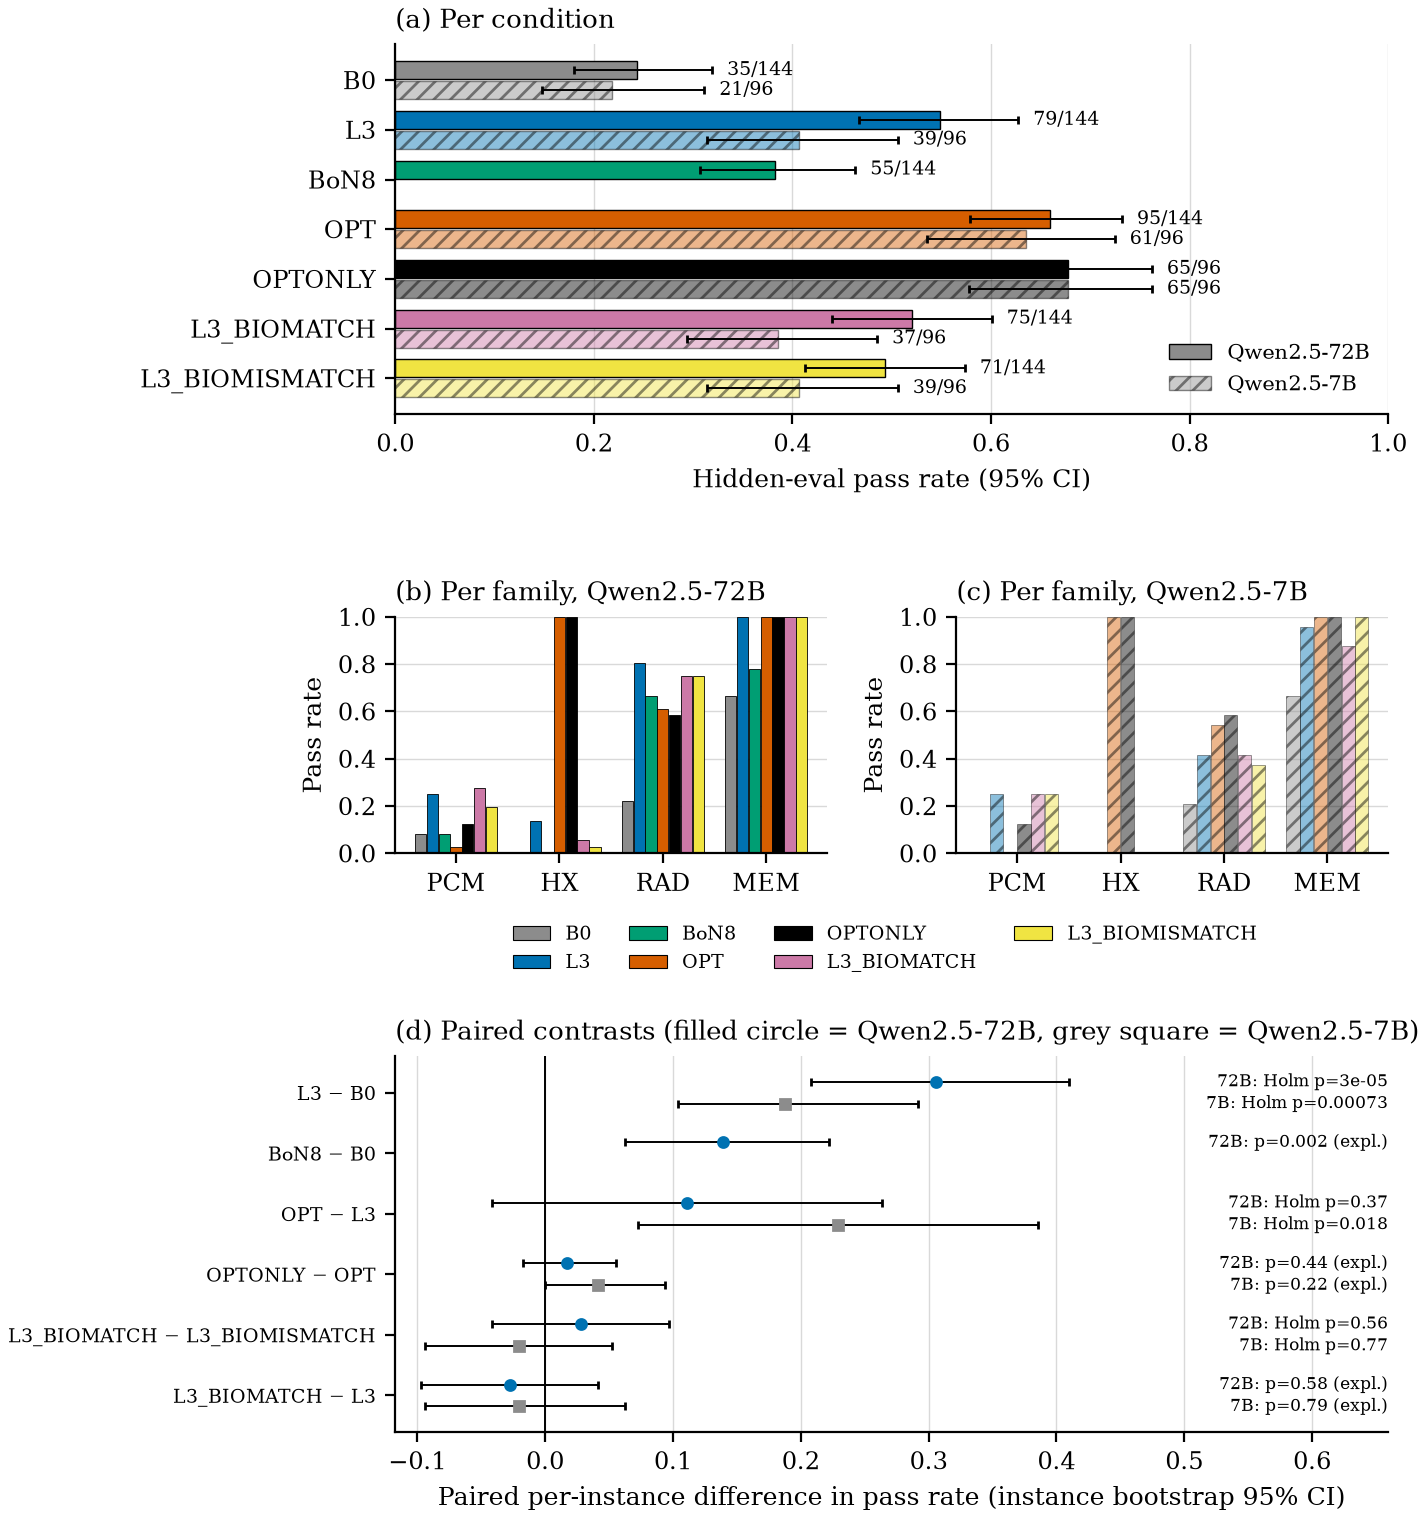 (a) Per condition
B0
35/144
21/96
L3
79/144
39/96
BoN8
55/144
OPT
95/144
61/96
OPTONLY
65/96
65/96
L3_BIOMATCH
75/144
37/96
L3_BIOMISMATCH
71/144
39/96
Qwen2.5-72B
Qwen2.5-7B
0.0 0.2 0.4 0.6 0.8 1.0
Hidden-eval pass rate (95% CI)
(b) Per family, Qwen2.5-72B
Pass rate
1.0
0.8
0.6
0.4
0.2
0.0
PCM HX RAD MEM
(c) Per family, Qwen2.5-7B
Pass rate
1.0
0.8
0.6
0.4
0.2
0.0
PCM HX RAD MEM
B0 BoN8 OPTONLY L3_BIOMISMATCH
L3 OPT L3_BIOMATCH
(d) Paired contrasts (filled circle = Qwen2.5-72B, grey square = Qwen2.5-7B)
L3 − B0
72B: Holm p=3e-05
7B: Holm p=0.00073
BoN8 − B0
72B: p=0.002 (expl.)
OPT − L3
72B: Holm p=0.37
7B: Holm p=0.018
OPTONLY − OPT
72B: p=0.44 (expl.)
7B: p=0.22 (expl.)
L3_BIOMATCH − L3_BIOMISMATCH
72B: Holm p=0.56
7B: Holm p=0.77
L3_BIOMATCH − L3
72B: p=0.58 (expl.)
7B: p=0.79 (expl.)
−0.1 0.0 0.1 0.2 0.3 0.4 0.5 0.6
Paired per-instance difference in pass rate (instance bootstrap 95% CI)